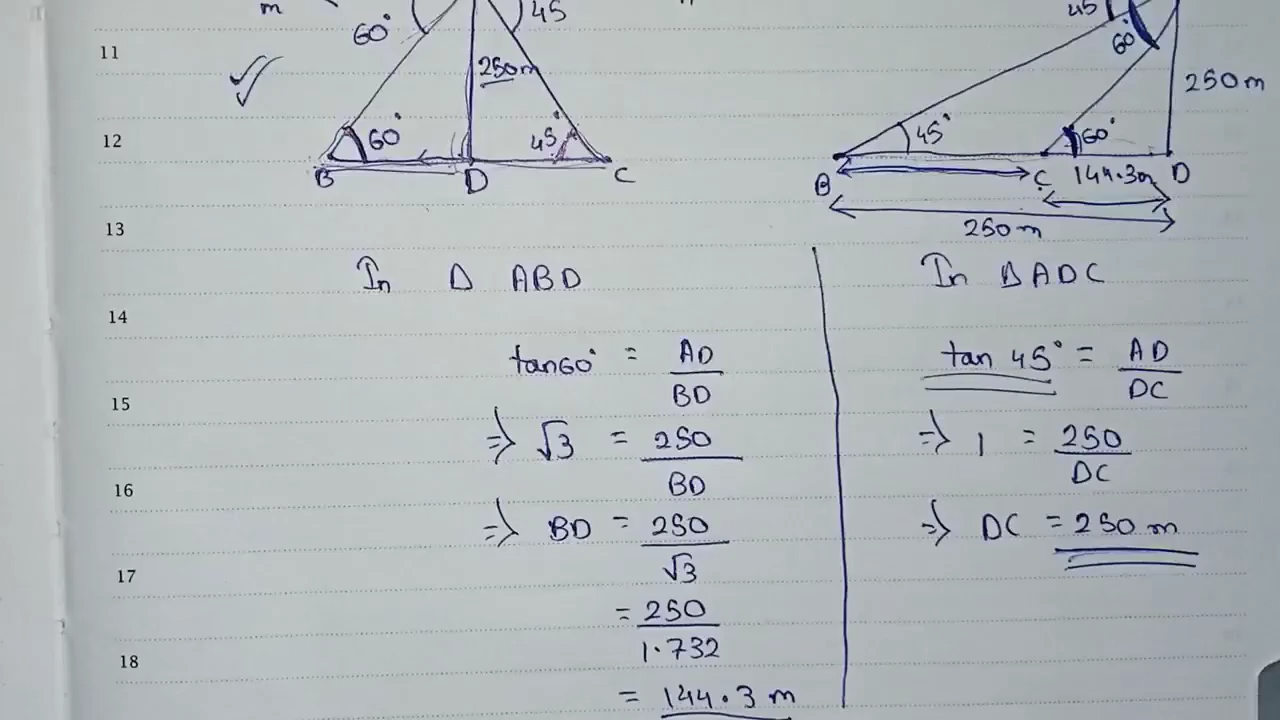 m
60°
45
45
60°
11
250m
250 m
12
60°
45°
45°
60°
B
D
C
B
C
144.3m
D
250 m
13
In Δ ABD
In Δ ADC
14
tan60° = AD/BD
tan 45° = AD/DC
15
⇒ √3 = 250/BD
⇒ 1 = 250/DC
16
⇒ BD = 250/√3
⇒ DC = 250 m
17
= 250/1.732
18
= 144.3 m